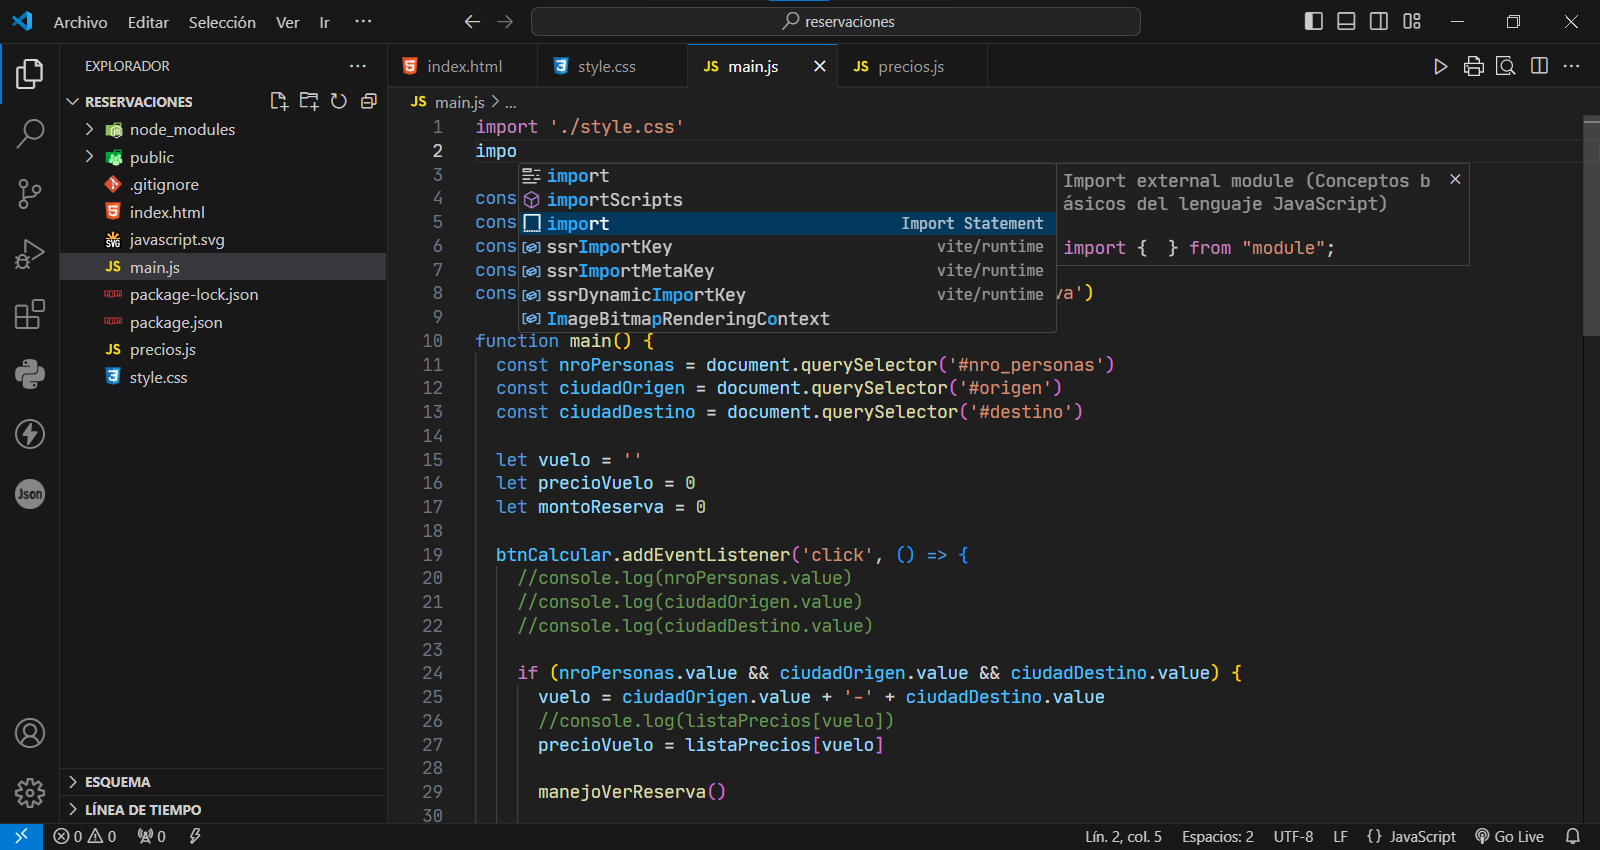 Archivo Editar Selección Ver Ir ···
reservaciones
EXPLORADOR ···
RESERVACIONES
node_modules
public
.gitignore
index.html
javascript.svg
JS main.js
package-lock.json
package.json
JS precios.js
style.css
ESQUEMA
LÍNEA DE TIEMPO
Json
index.html style.css JS main.js JS precios.js
JS main.js > ...
1 import './style.css'
2 impo
3
4 cons
5 cons
6 cons
7 cons
8 cons va')
9
import
importScripts
import Import Statement
ssrImportKey vite/runtime
ssrImportMetaKey vite/runtime
ssrDynamicImportKey vite/runtime
ImageBitmapRenderingContext
Import external module (Conceptos b
ásicos del lenguaje JavaScript)
import {  } from "module";
10 function main() {
11 const nroPersonas = document.querySelector('#nro_personas')
12 const ciudadOrigen = document.querySelector('#origen')
13 const ciudadDestino = document.querySelector('#destino')
14
15 let vuelo = ''
16 let precioVuelo = 0
17 let montoReserva = 0
18
19 btnCalcular.addEventListener('click', () => {
20 //console.log(nroPersonas.value)
21 //console.log(ciudadOrigen.value)
22 //console.log(ciudadDestino.value)
23
24 if (nroPersonas.value && ciudadOrigen.value && ciudadDestino.value) {
25 vuelo = ciudadOrigen.value + '-' + ciudadDestino.value
26 //console.log(listaPrecios[vuelo])
27 precioVuelo = listaPrecios[vuelo]
28
29 manejoVerReserva()
30
0 0 0 Lín. 2, col. 5 Espacios: 2 UTF-8 LF {} JavaScript Go Live